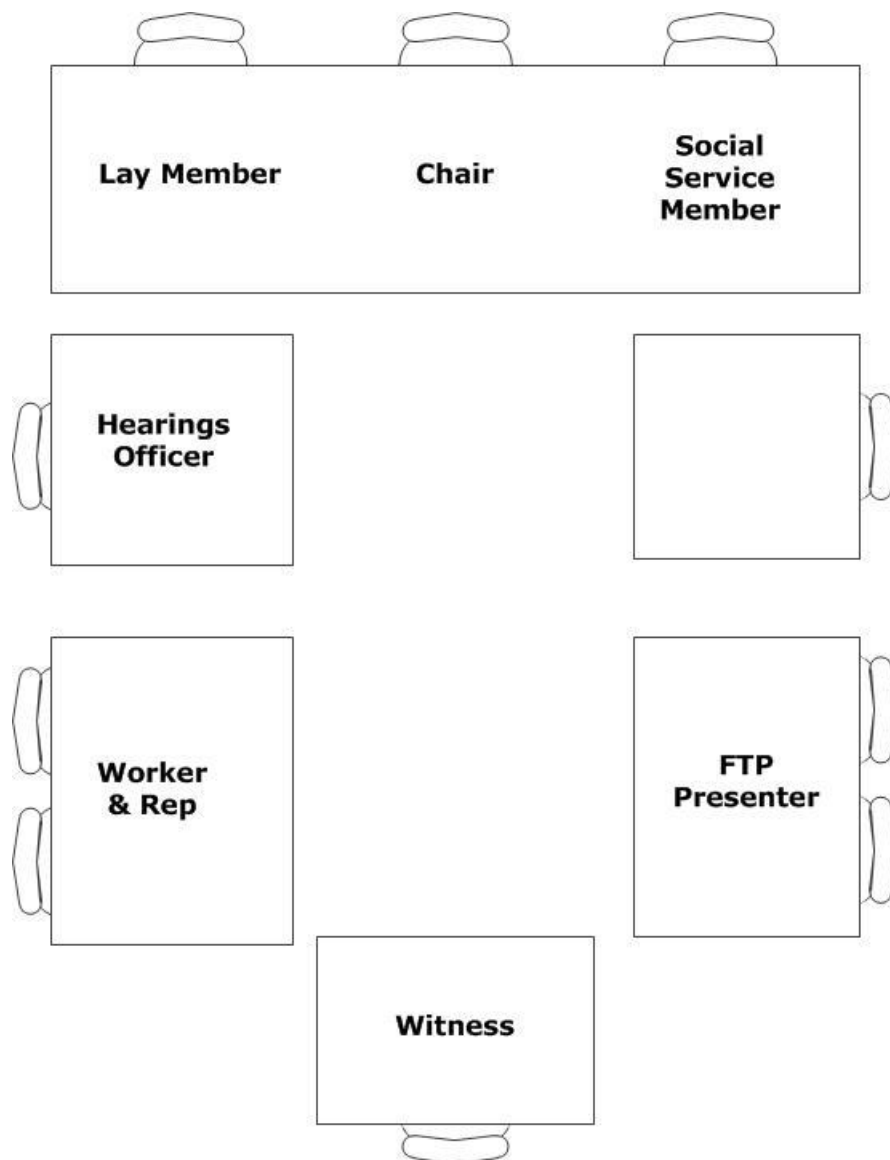 Lay Member
Chair
Social
Service
Member
Hearings
Officer
Worker
& Rep
FTP
Presenter
Witness